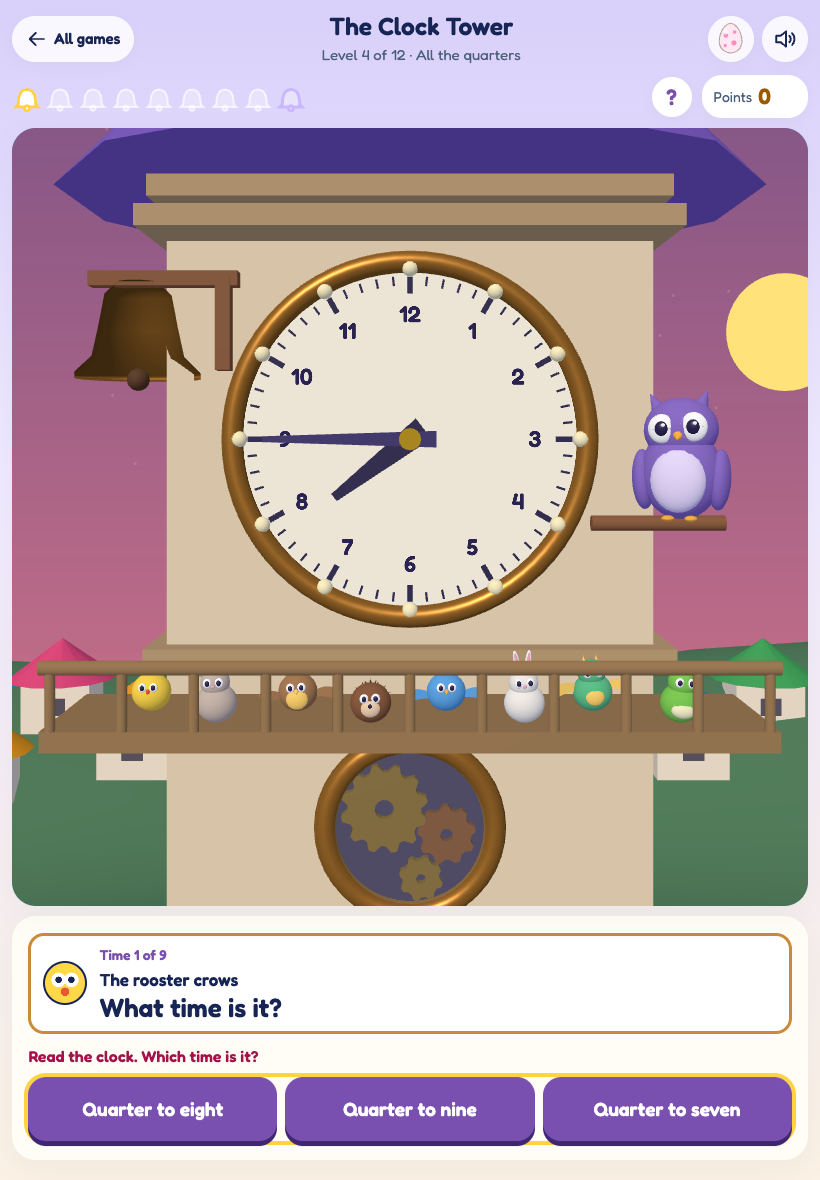 All games
The Clock Tower
Level 4 of 12 · All the quarters
?
Points 0
12
11
1
10
2
9
3
8
4
7
5
6
Time 1 of 9
The rooster crows
What time is it?
Read the clock. Which time is it?
Quarter to eight
Quarter to nine
Quarter to seven